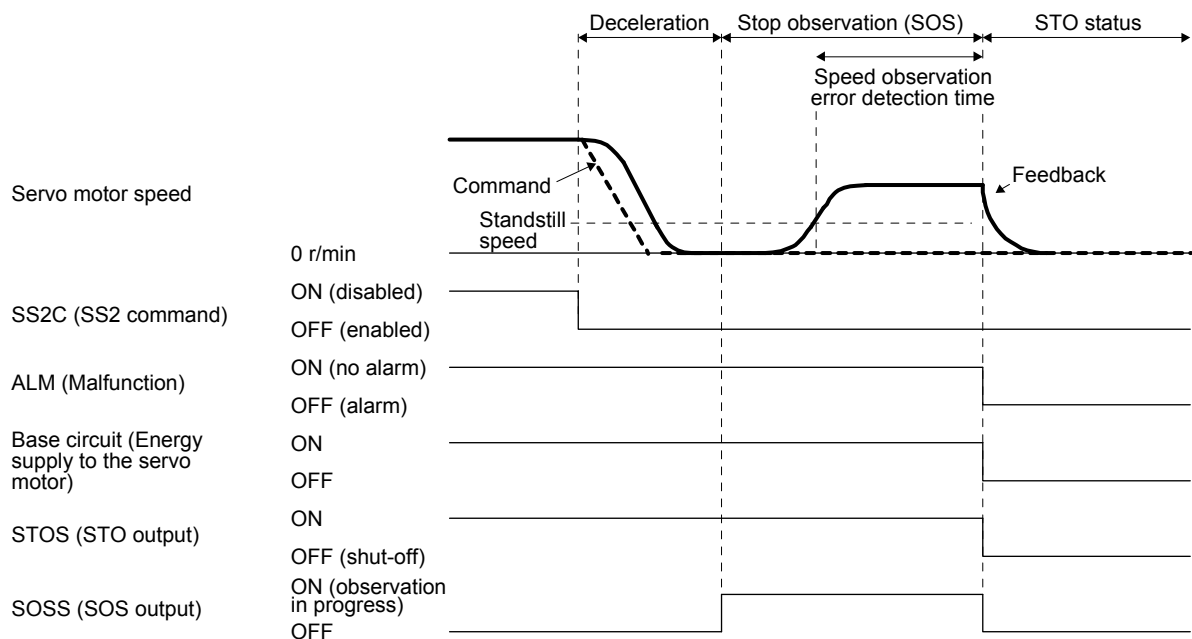 Deceleration
Stop observation (SOS)
STO status
Speed observation
error detection time
Servo motor speed
Command
Feedback
Standstill
speed
0 r/min
SS2C (SS2 command)
ON (disabled)
OFF (enabled)
ALM (Malfunction)
ON (no alarm)
OFF (alarm)
Base circuit (Energy
supply to the servo
motor)
ON
OFF
STOS (STO output)
ON
OFF (shut-off)
SOSS (SOS output)
ON (observation
in progress)
OFF